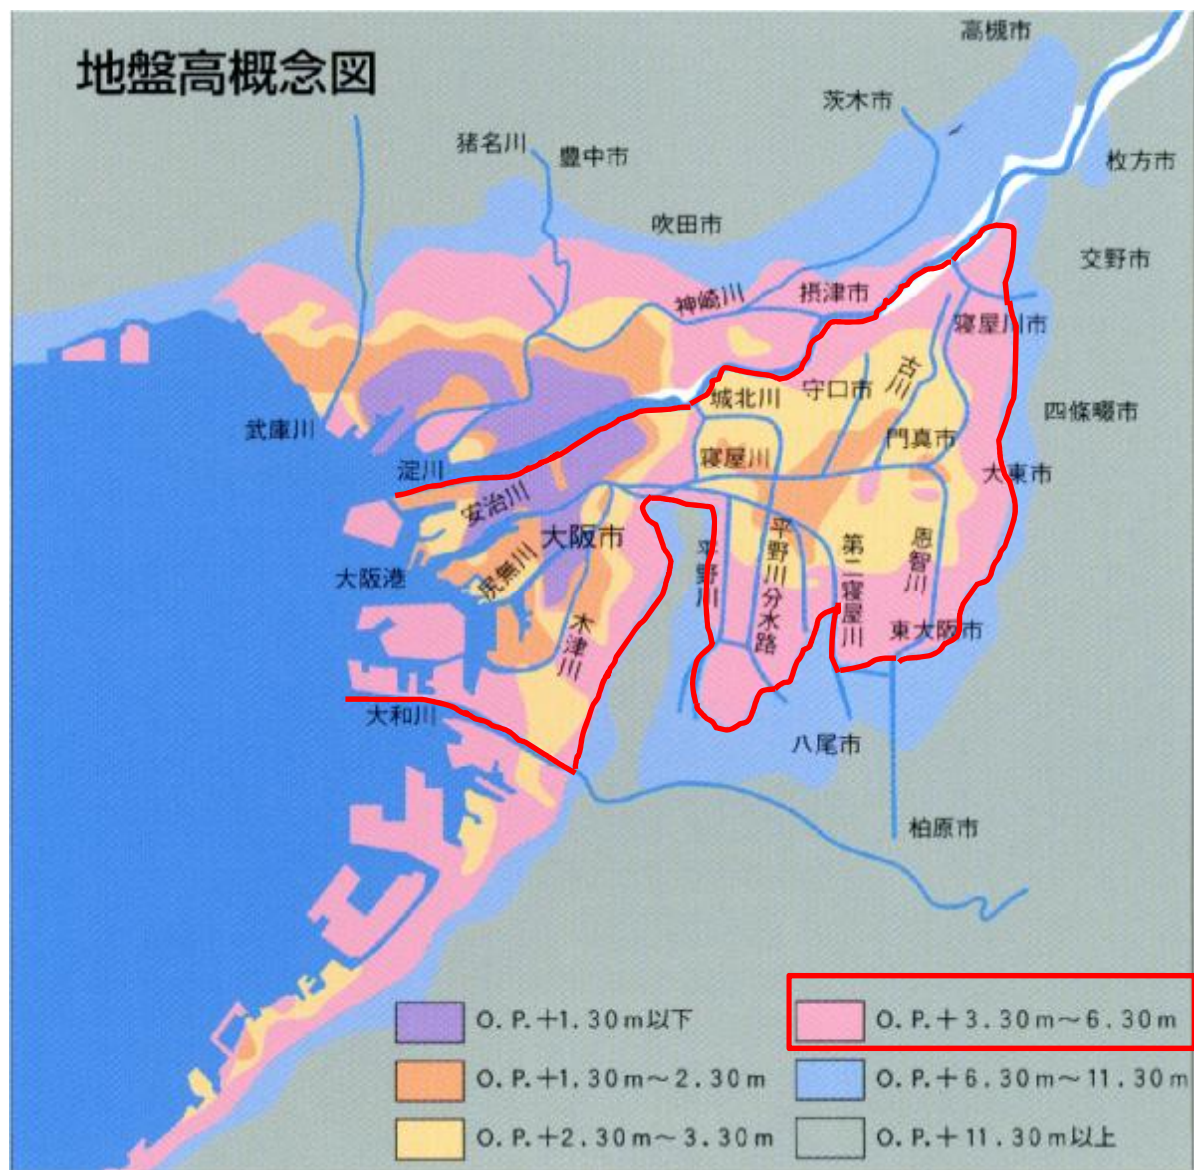 地盤高概念図
高槻市
茨木市
猪名川
豊中市
枚方市
吹田市
交野市
神崎川
摂津市
寝屋川市
古川
城北川
守口市
四條畷市
武庫川
門真市
寝屋川
淀川
大東市
安治川
大阪市
平野川
平野川分水路
第二寝屋川
恩智川
大阪港
尻無川
木津川
東大阪市
大和川
八尾市
柏原市
O.P.+1.30m以下
O.P.+3.30m~6.30m
O.P.+1.30m~2.30m
O.P.+6.30m~11.30m
O.P.+2.30m~3.30m
O.P.+11.30m以上